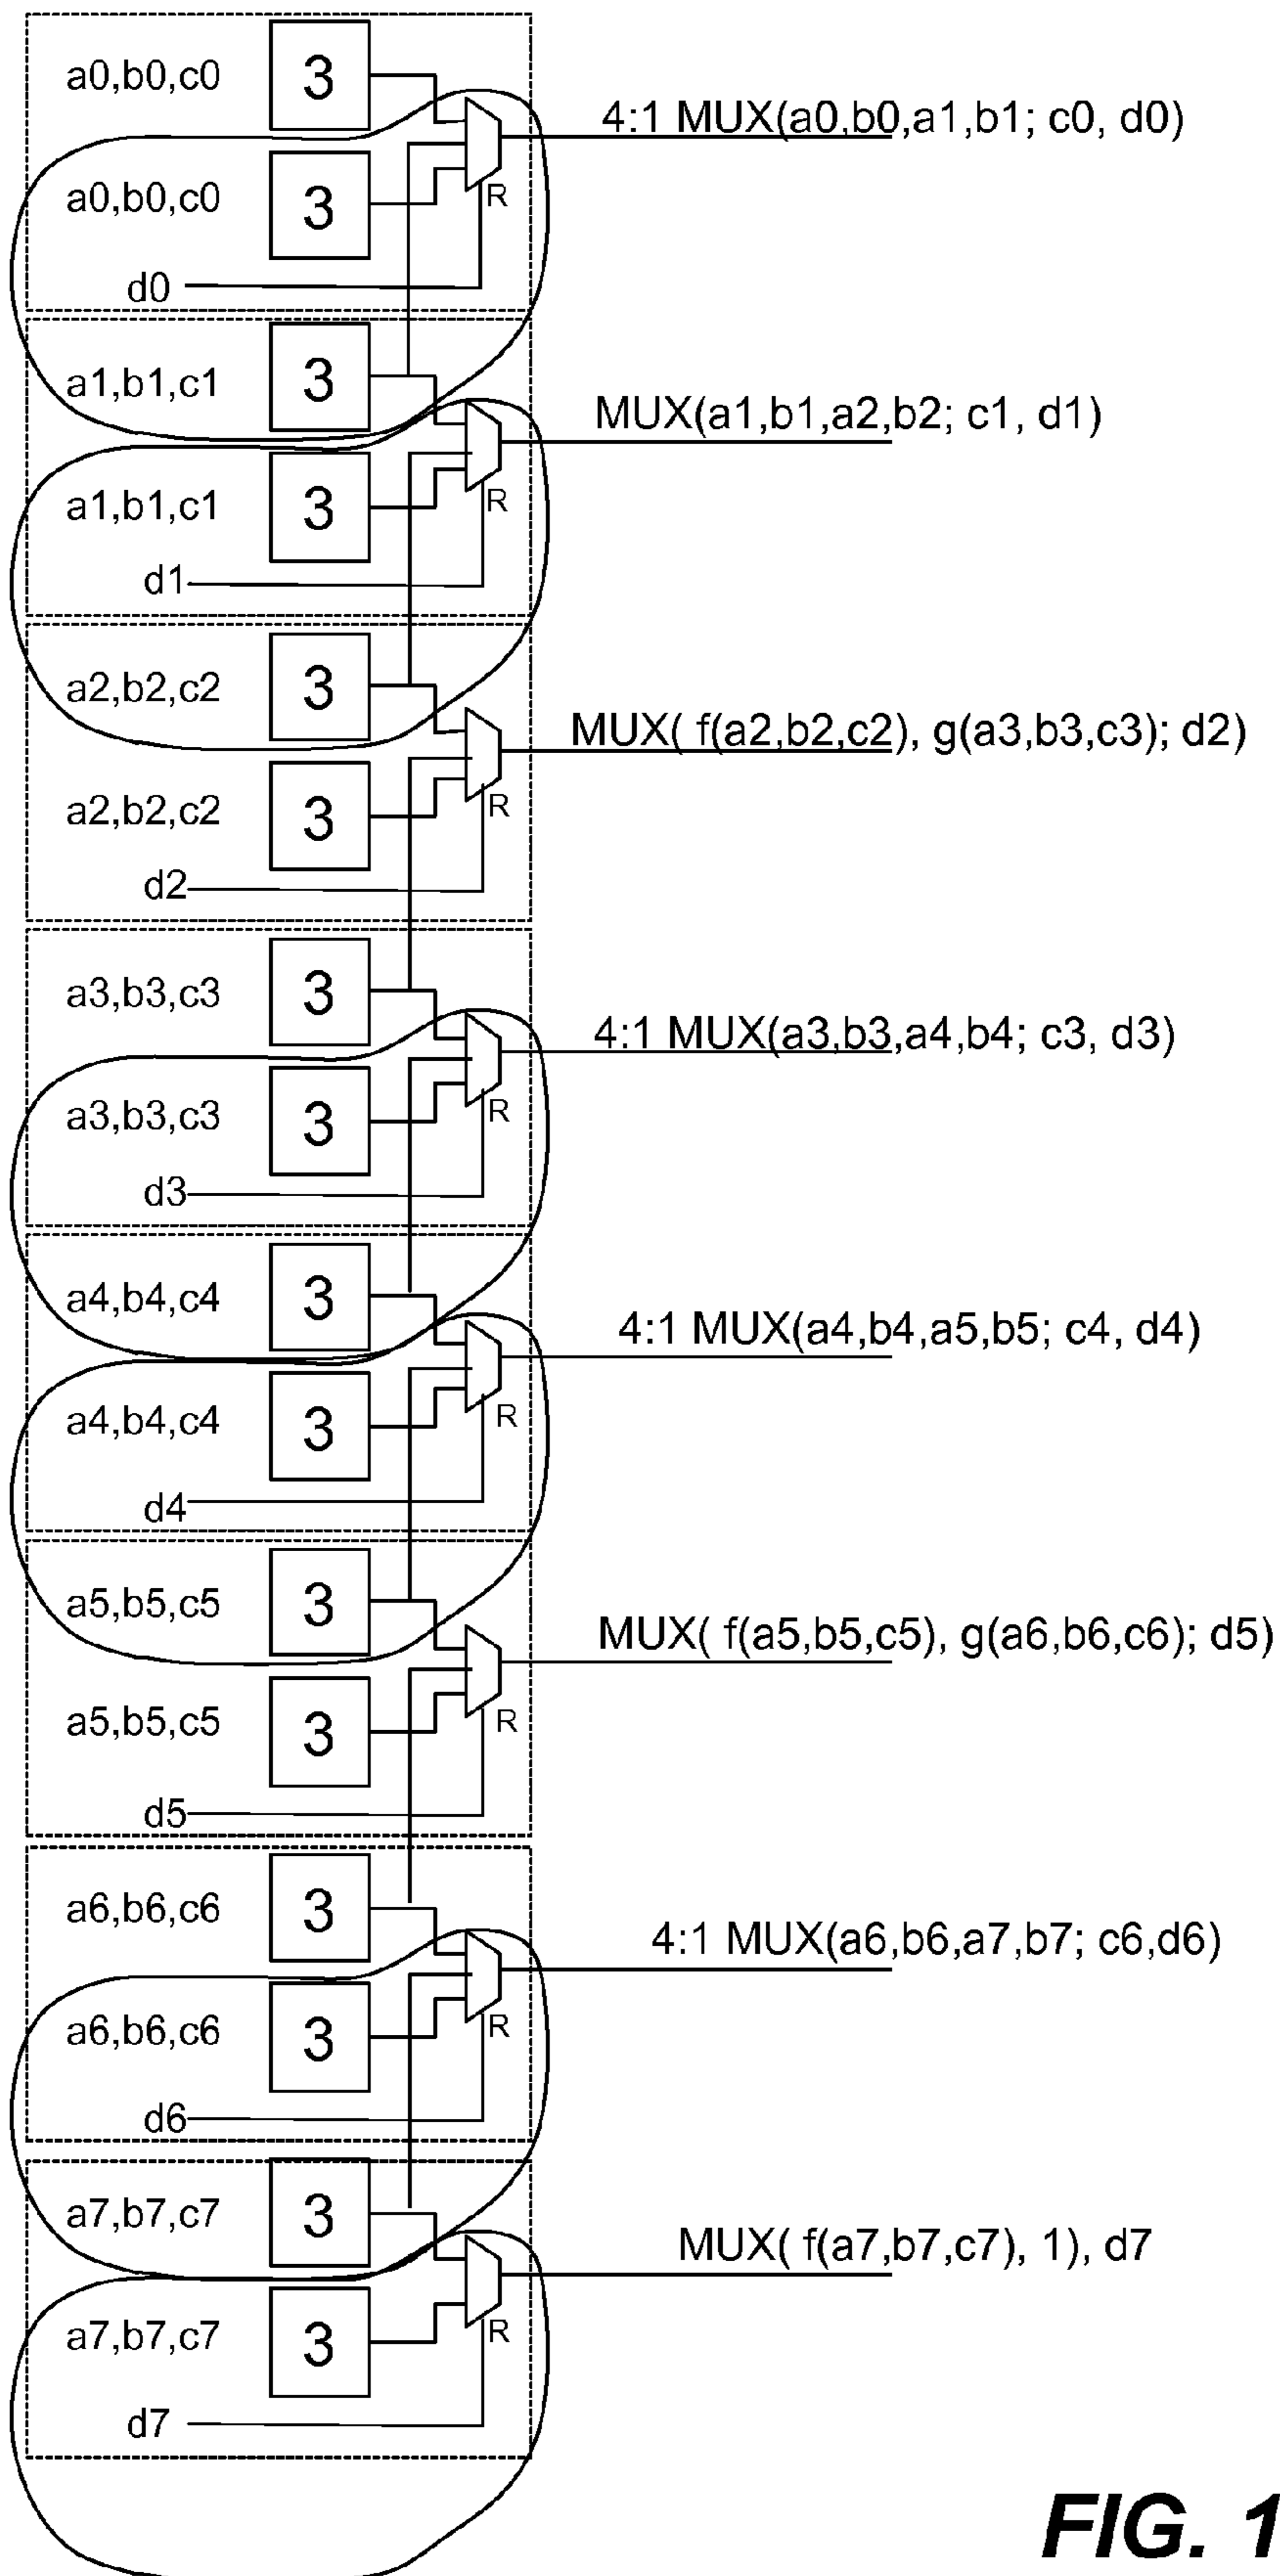 a0,b0,c0
3
4:1 MUX(a0,b0,a1,b1; c0, d0)
a0,b0,c0
3
R
d0
a1,b1,c1
3
MUX(a1,b1,a2,b2; c1, d1)
a1,b1,c1
3
R
d1
a2,b2,c2
3
MUX( f(a2,b2,c2), g(a3,b3,c3); d2)
a2,b2,c2
3
R
d2
a3,b3,c3
3
4:1 MUX(a3,b3,a4,b4; c3, d3)
a3,b3,c3
3
R
d3
a4,b4,c4
3
4:1 MUX(a4,b4,a5,b5; c4, d4)
a4,b4,c4
3
R
d4
a5,b5,c5
3
MUX( f(a5,b5,c5), g(a6,b6,c6); d5)
a5,b5,c5
3
R
d5
a6,b6,c6
3
4:1 MUX(a6,b6,a7,b7; c6,d6)
a6,b6,c6
3
R
d6
a7,b7,c7
3
MUX( f(a7,b7,c7), 1), d7
a7,b7,c7
3
R
d7
FIG. 1